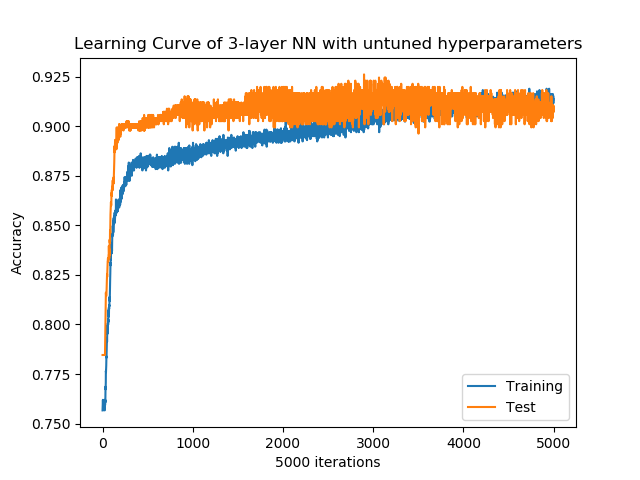 Learning Curve of 3-layer NN with untuned hyperparameters
0.925
0.900
0.875
0.850
0.825
0.800
0.775
0.750
Accuracy
Training
Test
0 1000 2000 3000 4000 5000
5000 iterations